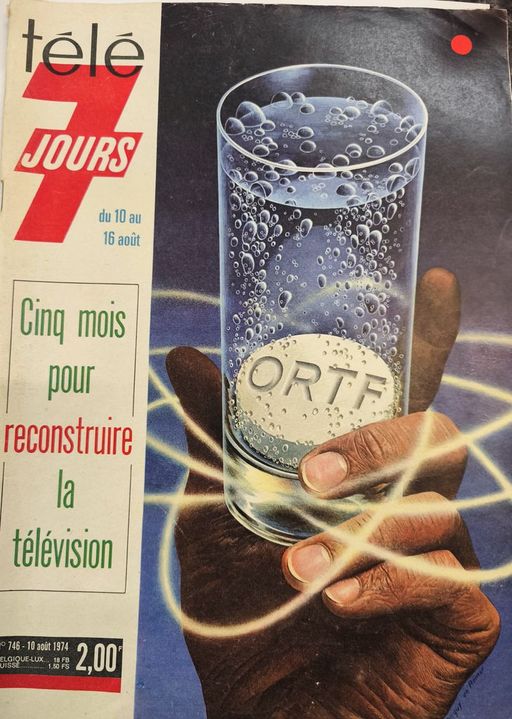 télé
7
JOURS
du 10 au
16 août
Cinq mois
pour
reconstruire
la
télévision
ORTF
N° 746 - 10 août 1974
BELGIQUE-LUX... 18 FB
SUISSE 1,50 FS
2,00F